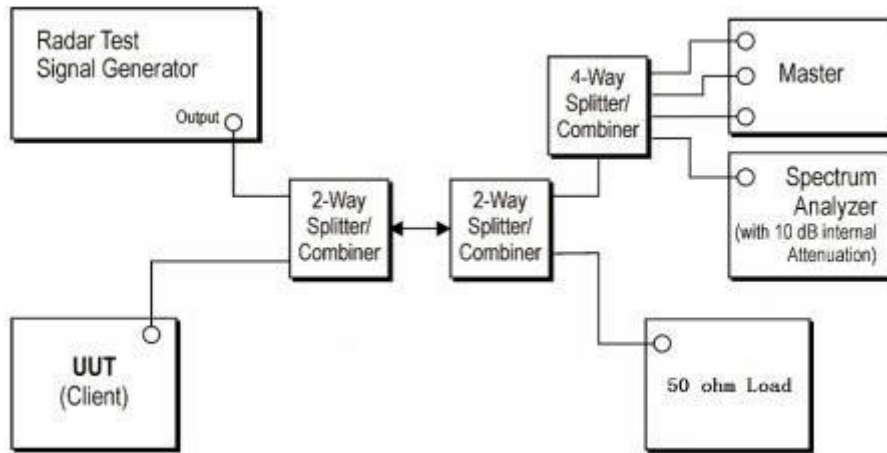 Radar Test
Signal Generator
Output
4-Way
Splitter/
Combiner
Master
2-Way
Splitter/
Combiner
2-Way
Splitter/
Combiner
Spectrum
Analyzer
(with 10 dB internal
Attenuation)
UUT
(Client)
50 ohm Load